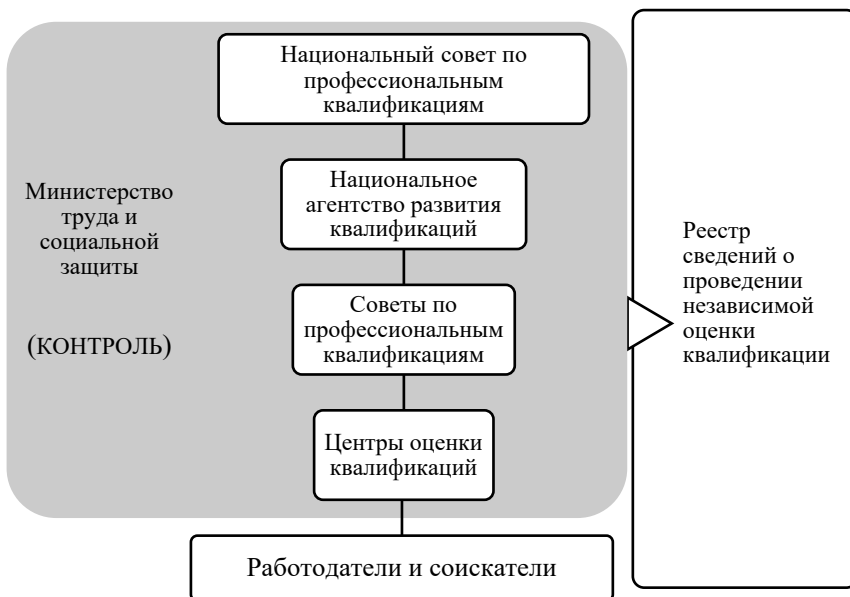 Национальный совет по
профессиональным
квалификациям
Национальное
агентство развития
квалификаций
Министерство
труда и
социальной
защиты
(КОНТРОЛЬ)
Советы по
профессиональным
квалификациям
Центры оценки
квалификаций
Работодатели и соискатели
Реестр
сведений о
проведении
независимой
оценки
квалификации